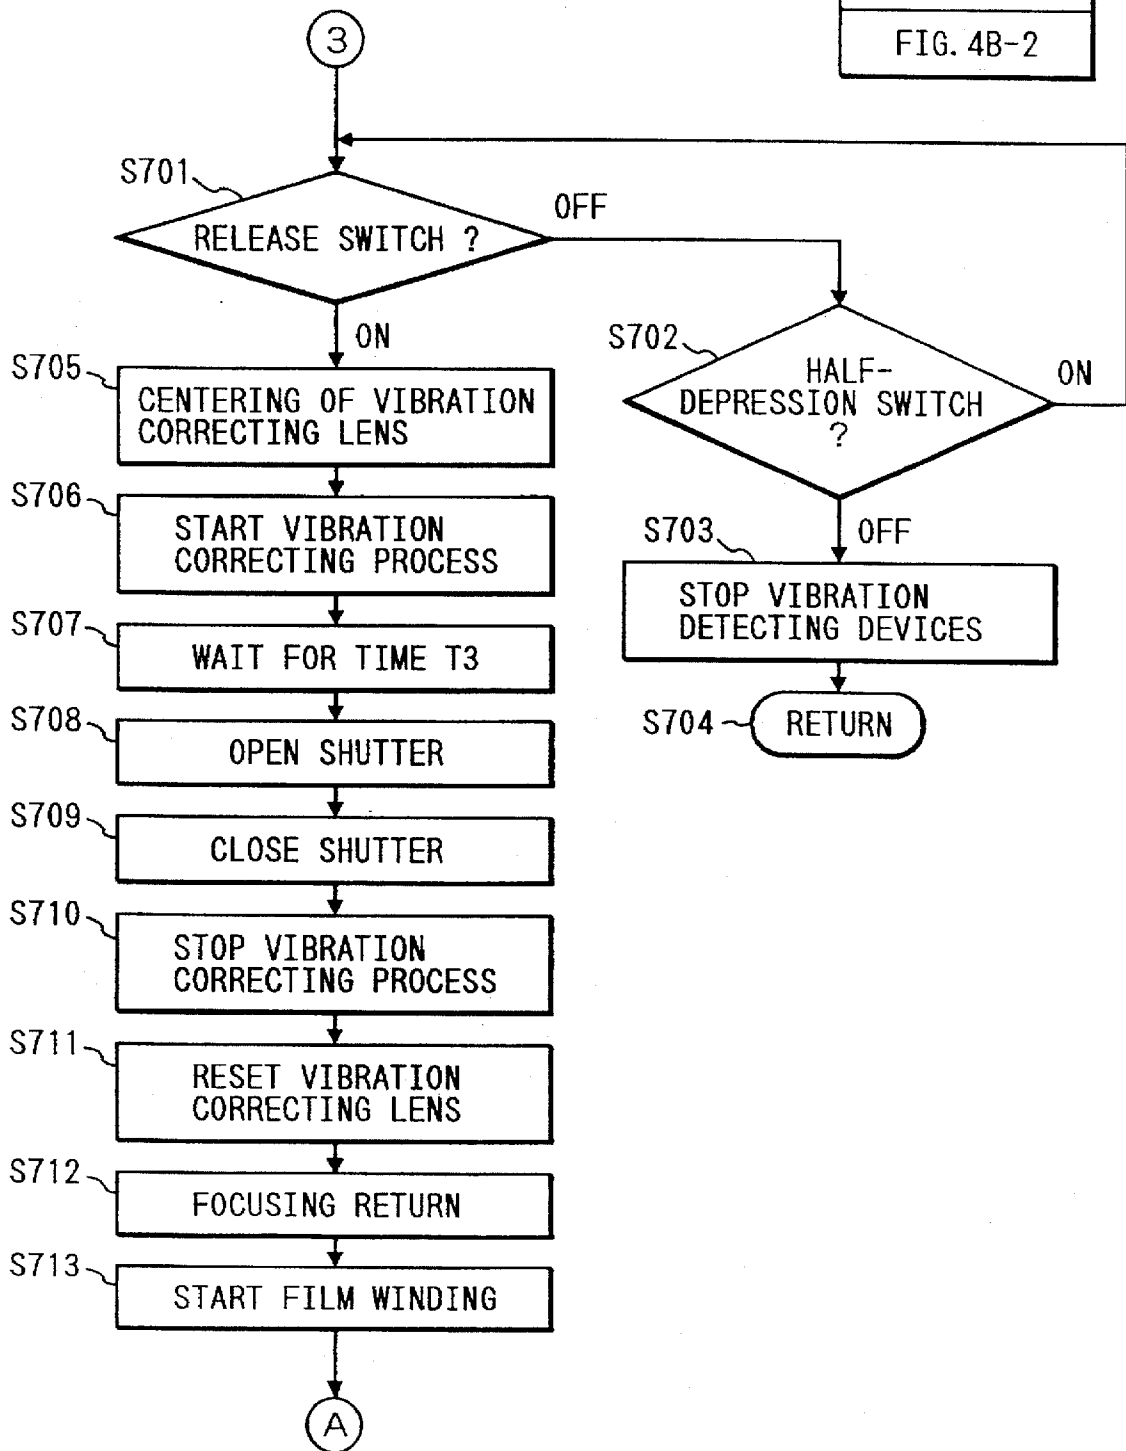 FIG. 4B-2
3
S701
RELEASE SWITCH ?
OFF
ON
S702
HALF-
DEPRESSION SWITCH
?
ON
OFF
S703
STOP VIBRATION
DETECTING DEVICES
S704
RETURN
S705
CENTERING OF VIBRATION
CORRECTING LENS
S706
START VIBRATION
CORRECTING PROCESS
S707
WAIT FOR TIME T3
S708
OPEN SHUTTER
S709
CLOSE SHUTTER
S710
STOP VIBRATION
CORRECTING PROCESS
S711
RESET VIBRATION
CORRECTING LENS
S712
FOCUSING RETURN
S713
START FILM WINDING
A